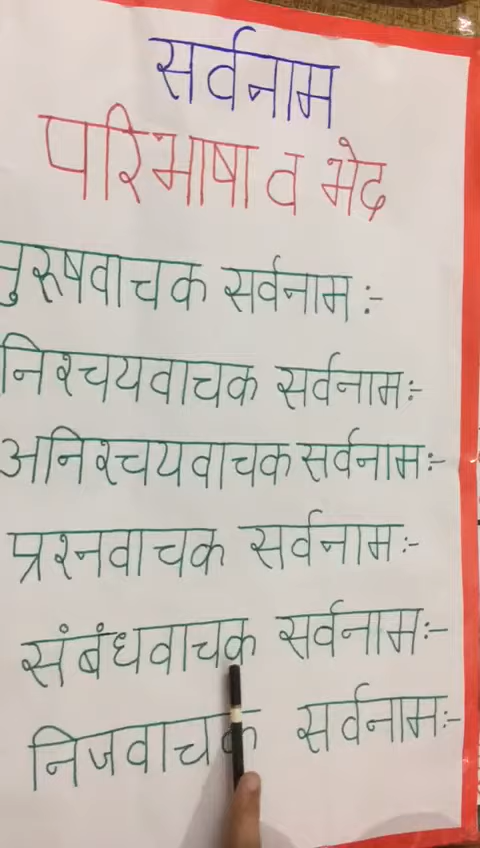 सर्वनाम
परिभाषा व भेद
पुरूषवाचक सर्वनाम :-
निश्चयवाचक सर्वनाम:-
अनिश्चयवाचक सर्वनाम:-
प्रश्नवाचक सर्वनाम:-
संबंधवाचक सर्वनाम:-
निजवाचक सर्वनाम:-